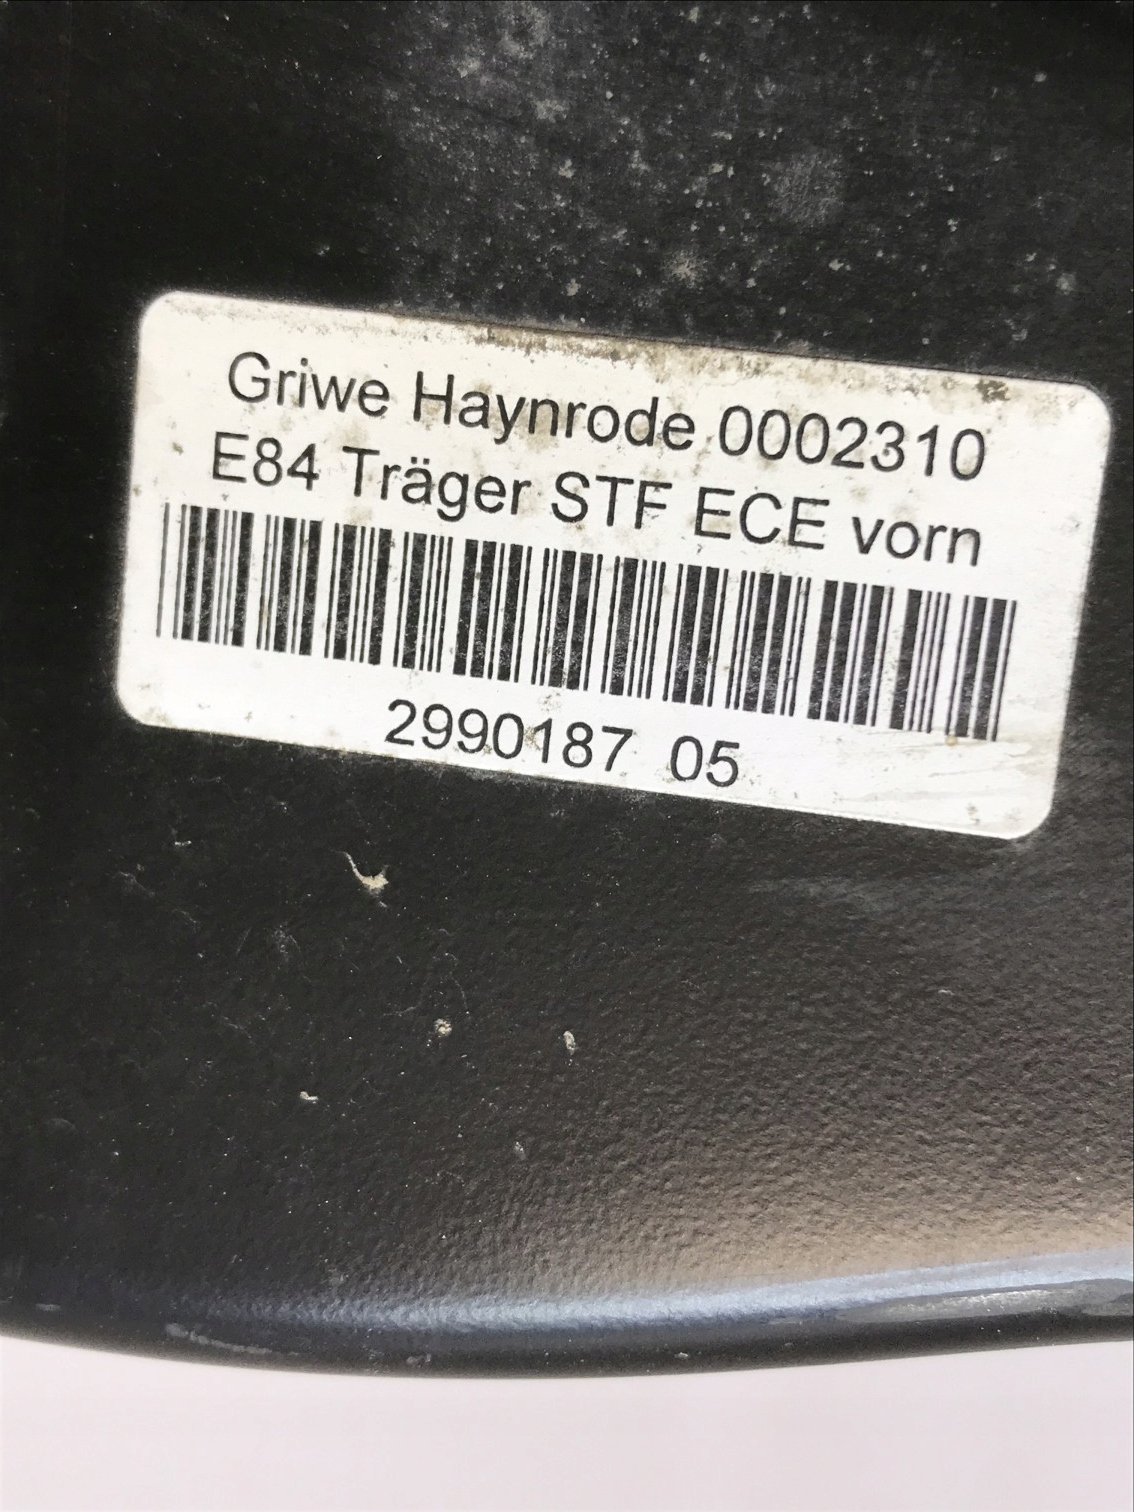 Griwe Haynrode 0002310
E84 Träger STF ECE vorn
2990187 05